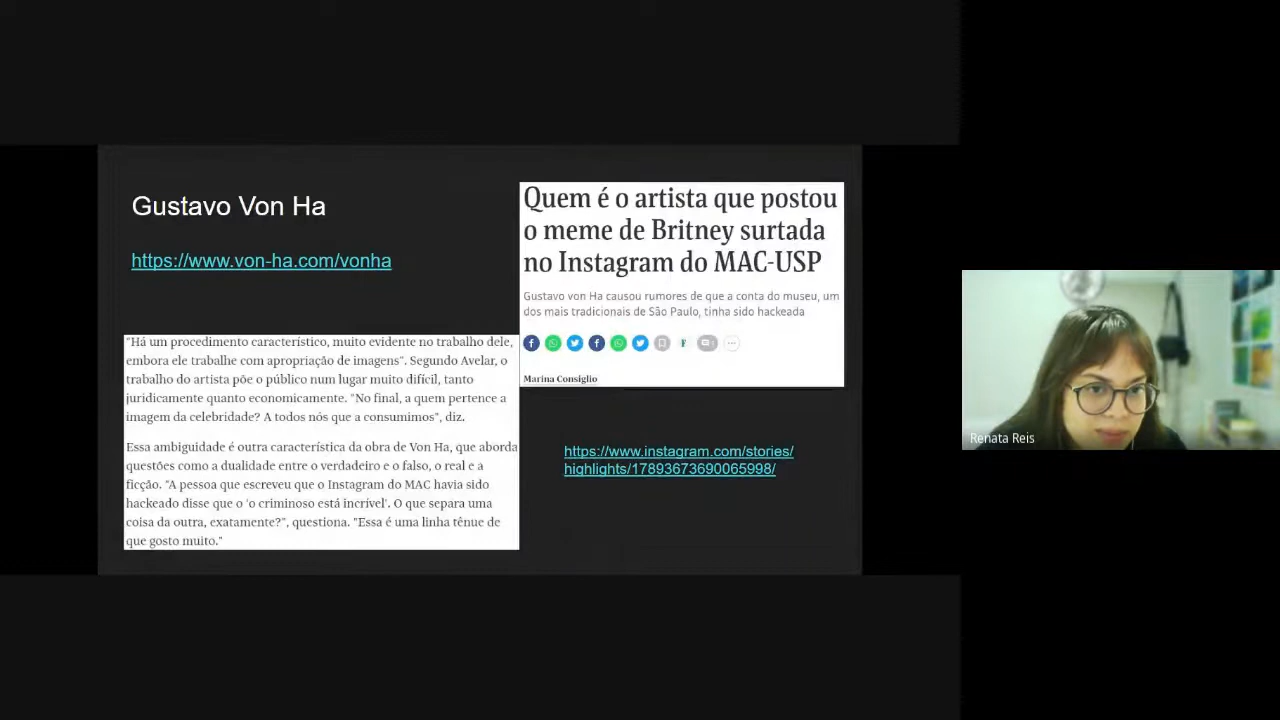 Gustavo Von Ha
https://www.von-ha.com/vonha
Quem é o artista que postou
o meme de Britney surtada
no Instagram do MAC-USP
Gustavo von Ha causou rumores de que a conta do museu, um
dos mais tradicionais de São Paulo, tinha sido hackeada
Marina Consiglio
"Há um procedimento característico, muito evidente no trabalho dele,
embora ele trabalhe com apropriação de imagens". Segundo Avelar, o
trabalho do artista põe o público num lugar muito difícil, tanto
juridicamente quanto economicamente. "No final, a quem pertence a
imagem da celebridade? A todos nós que a consumimos", diz.
Essa ambiguidade é outra característica da obra de Von Ha, que aborda
questões como a dualidade entre o verdadeiro e o falso, o real e a
ficção. "A pessoa que escreveu que o Instagram do MAC havia sido
hackeado disse que o 'o criminoso está incrível'. O que separa uma
coisa da outra, exatamente?", questiona. "Essa é uma linha tênue de
que gosto muito."
https://www.instagram.com/stories/
highlights/17893673690065998/
Renata Reis